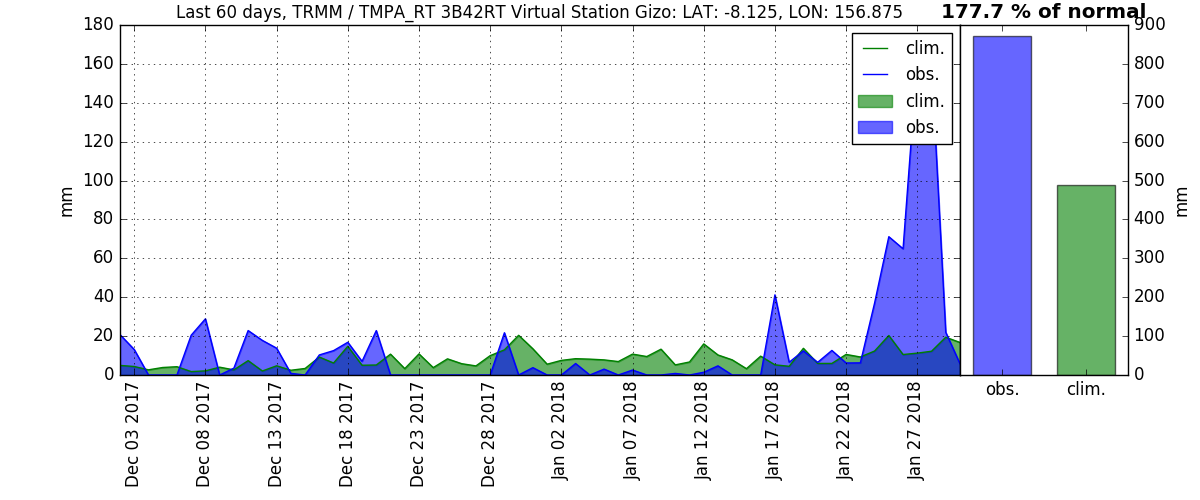 Last 60 days, TRMM / TMPA_RT 3B42RT Virtual Station Gizo: LAT: -8.125, LON: 156.875
177.7 % of normal
mm
180
160
140
120
100
80
60
40
20
0
clim.
obs.
clim.
obs.
900
800
700
600
500
400
300
200
100
0
mm
Dec 03 2017
Dec 08 2017
Dec 13 2017
Dec 18 2017
Dec 23 2017
Dec 28 2017
Jan 02 2018
Jan 07 2018
Jan 12 2018
Jan 17 2018
Jan 22 2018
Jan 27 2018
obs.
clim.